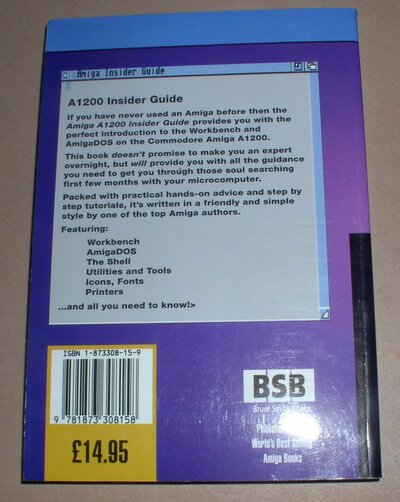 Amiga Insider Guide
A1200 Insider Guide
If you have never used an Amiga before then the
Amiga A1200 Insider Guide provides you with the
perfect introduction to the Workbench and
AmigaDOS on the Commodore Amiga A1200.
This book doesn't promise to make you an expert
overnight, but will provide you with all the guidance
you need to get you through those soul searching
first few months with your microcomputer.
Packed with practical hands-on advice and step by
step tutorials, it's written in a friendly and simple
style by one of the top Amiga authors.
Featuring:
Workbench
AmigaDOS
The Shell
Utilities and Tools
Icons, Fonts
Printers
...and all you need to know!>
ISBN 1-873308-15-9
9 781873 308158
£14.95
BSB
Bruce Smith Books
World's Best Selling
Amiga Books